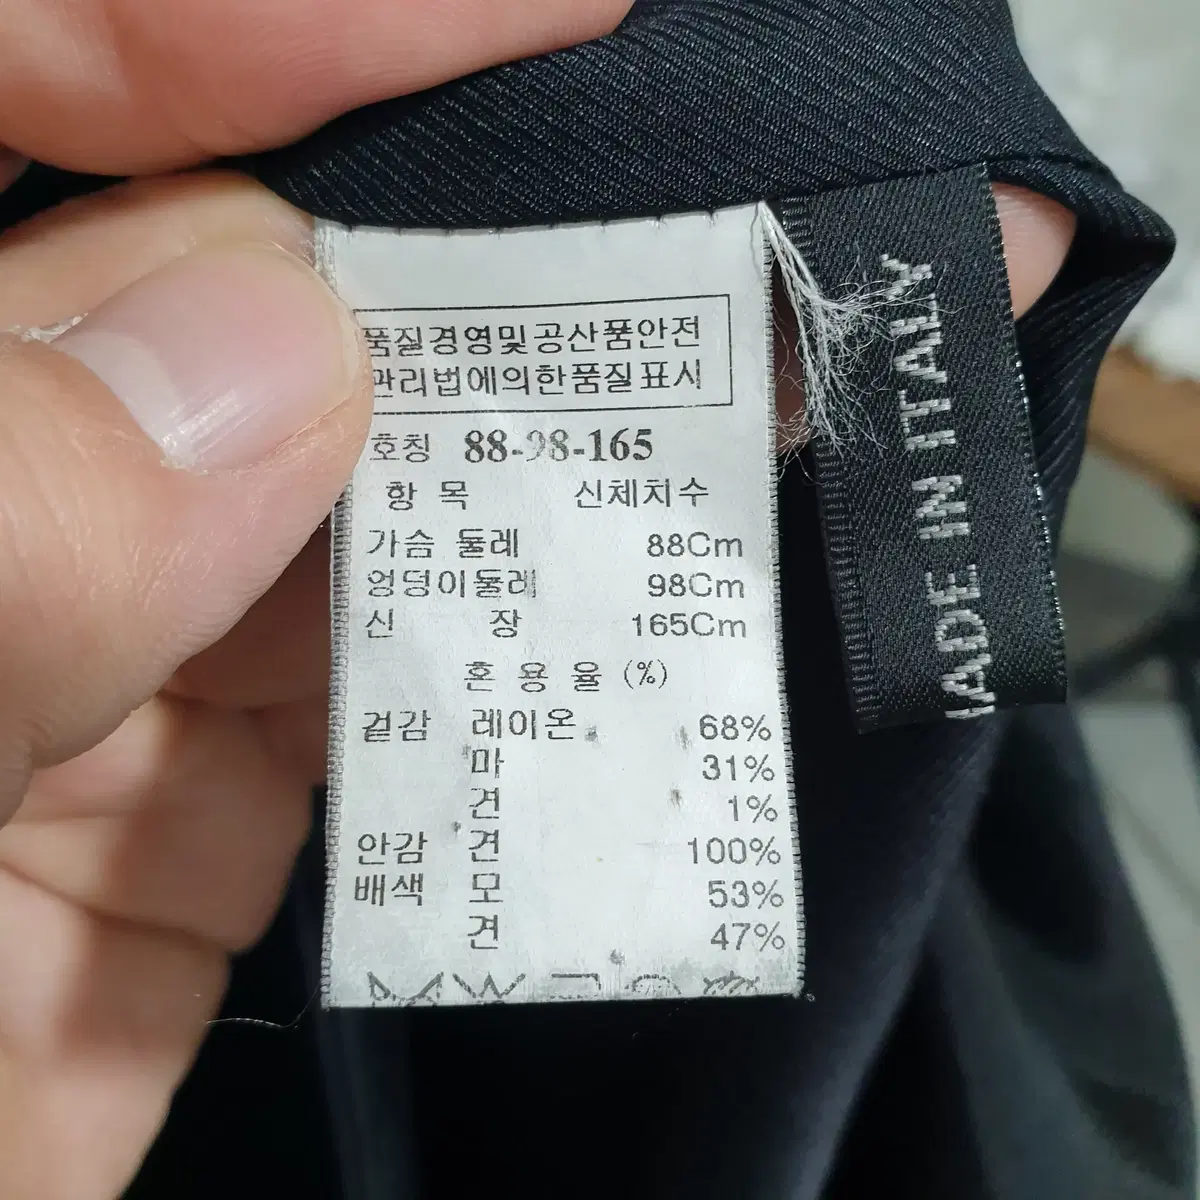 품질경영및공산품안전
관리법에의한품질표시
호칭 88-98-165
항 목 신체치수
가슴 둘레 88Cm
엉덩이둘레 98Cm
신 장 165Cm
혼 용 율 (%)
겉감 레이온 68%
마 31%
견 1%
안감 견 100%
배색 모 53%
견 47%
MADE IN ITALY